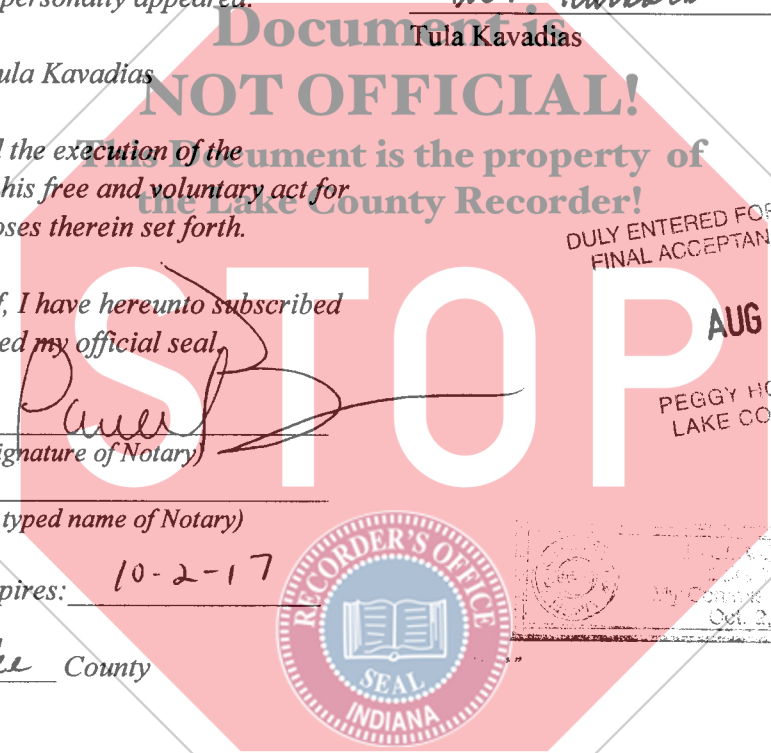 personally appeared:
Tula Kavadias
Document is
NOT OFFICIAL!
This Document is the property of
the Lake County Recorder!
STOP
ula Kavadias
d the execution of the
his free and voluntary act for
oses therein set forth.
f, I have hereunto subscribed
ed my official seal.
ignature of Notary)
typed name of Notary)
pires: 10-2-17
ke County
DULY ENTERED FOR
FINAL ACCEPTAN
AUG
PEGGY HO
LAKE CO
RECORDER'S OFFICE
SEAL
INDIANA
Oct. 2,